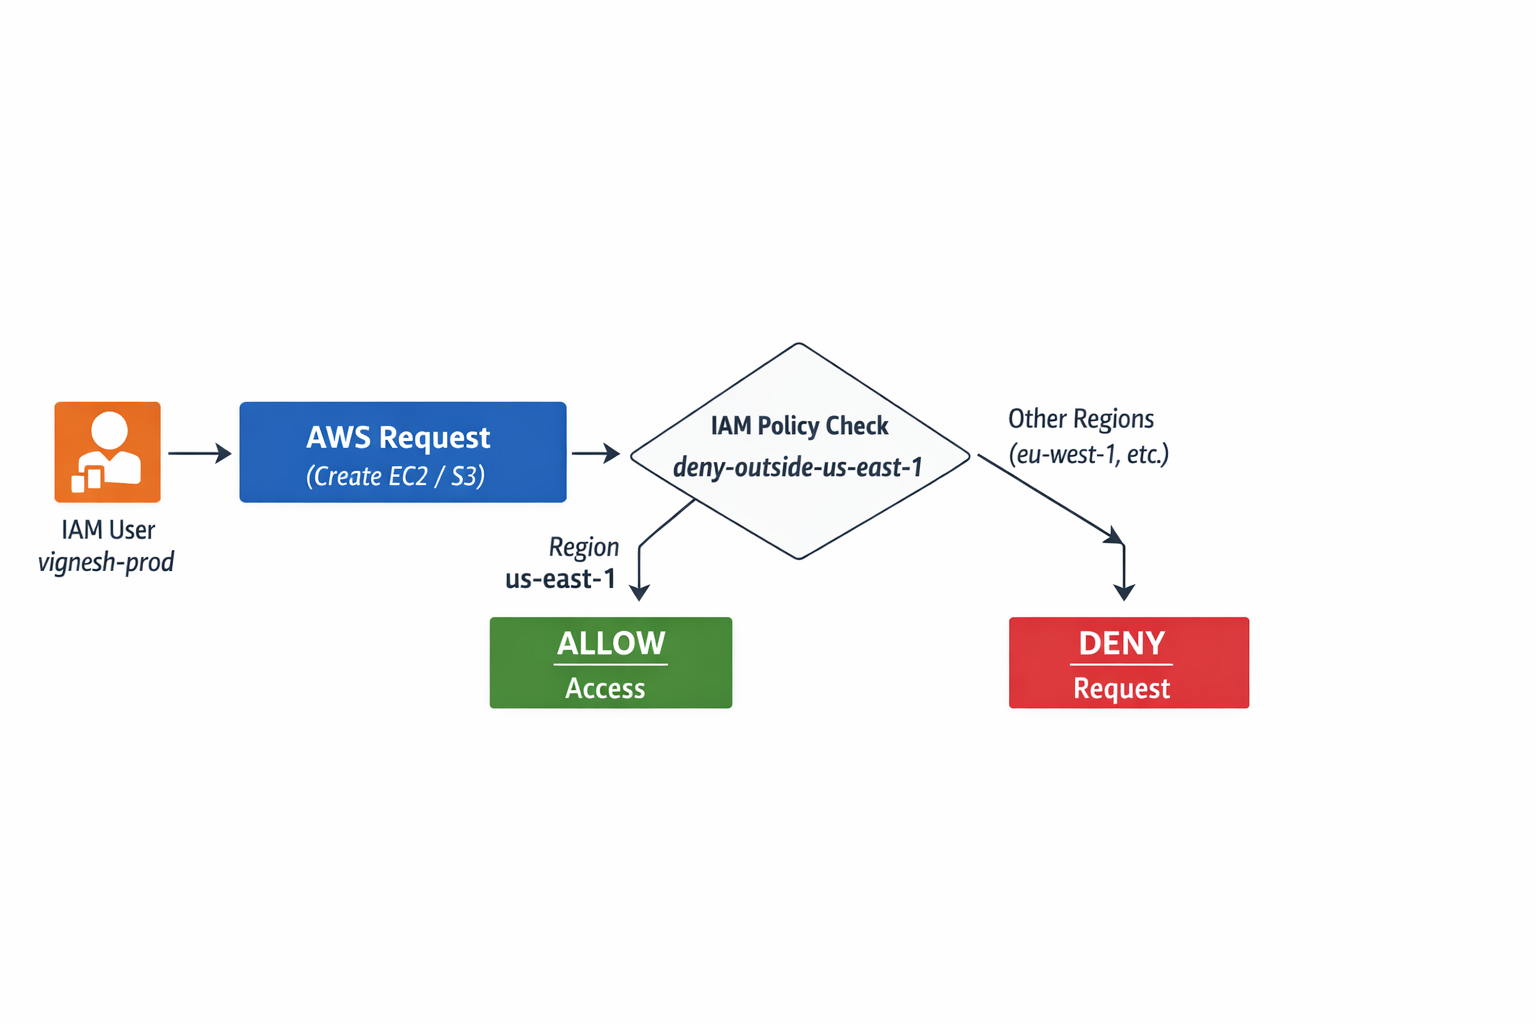 IAM User
vignesh-prod
AWS Request
(Create EC2 / S3)
IAM Policy Check
deny-outside-us-east-1
Region
us-east-1
ALLOW
Access
Other Regions
(eu-west-1, etc.)
DENY
Request